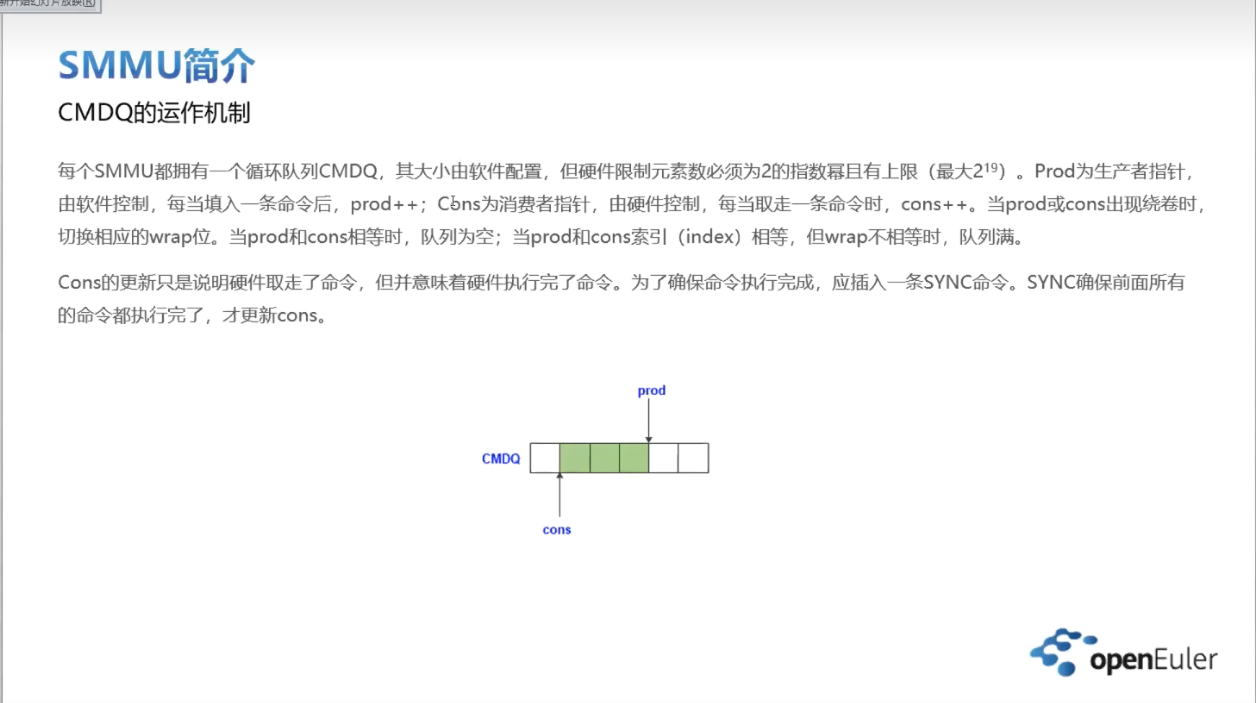 SMMU简介
CMDQ的运作机制
每个SMMU都拥有一个循环队列CMDQ，其大小由软件配置，但硬件限制元素数必须为2的指数幂且有上限（最大2¹⁹）。Prod为生产者指针，
由软件控制，每当填入一条命令后，prod++；Cons为消费者指针，由硬件控制，每当取走一条命令时，cons++。当prod或cons出现绕卷时，
切换相应的wrap位。当prod和cons相等时，队列为空；当prod和cons索引（index）相等，但wrap不相等时，队列满。
Cons的更新只是说明硬件取走了命令，但并意味着硬件执行完了命令。为了确保命令执行完成，应插入一条SYNC命令。SYNC确保前面所有
的命令都执行完了，才更新cons。
prod
CMDQ
cons
openEuler